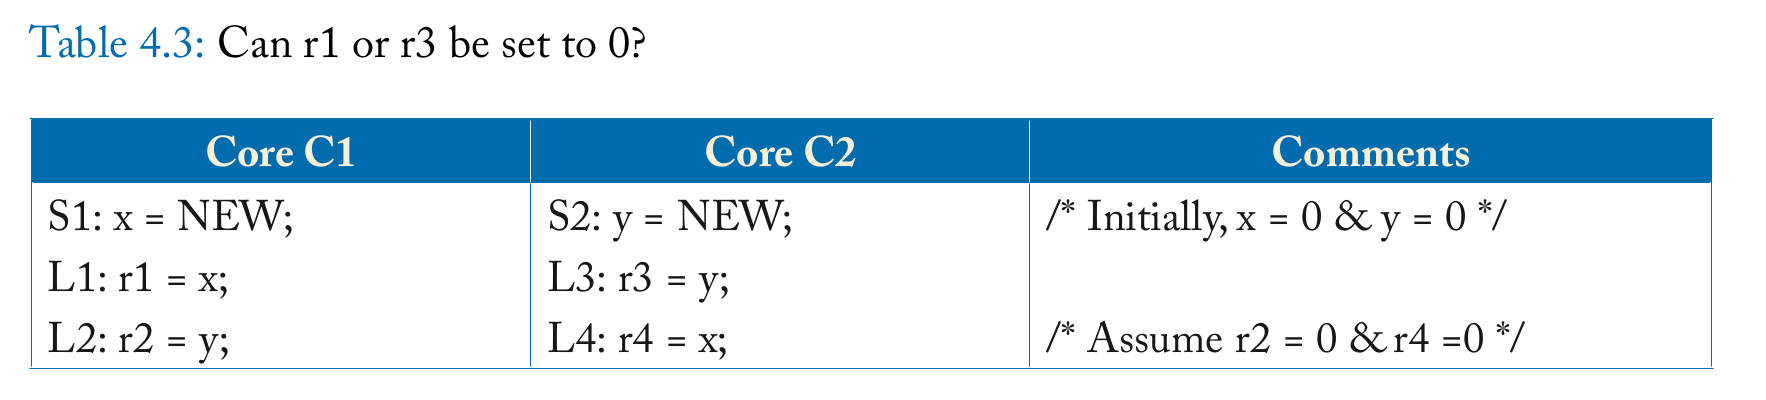 Table 4.3: Can r1 or r3 be set to 0?
Core C1 Core C2 Comments
S1: x = NEW; S2: y = NEW; /* Initially, x = 0 & y = 0 */
L1: r1 = x; L3: r3 = y;
L2: r2 = y; L4: r4 = x; /* Assume r2 = 0 & r4 =0 */